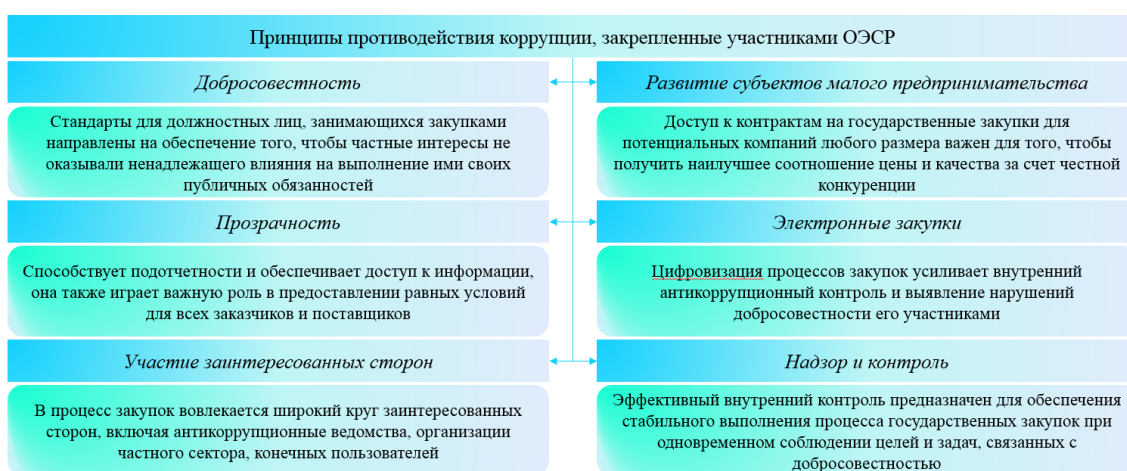 Принципы противодействия коррупции, закрепленные участниками ОЭСР
Добросовестность
Стандарты для должностных лиц, занимающихся закупками
направлены на обеспечение того, чтобы частные интересы не
оказывали ненадлежащего влияния на выполнение ими своих
публичных обязанностей
Развитие субъектов малого предпринимательства
Доступ к контрактам на государственные закупки для
потенциальных компаний любого размера важен для того, чтобы
получить наилучшее соотношение цены и качества за счет честной
конкуренции
Прозрачность
Способствует подотчетности и обеспечивает доступ к информации,
она также играет важную роль в предоставлении равных условий
для всех заказчиков и поставщиков
Электронные закупки
Цифровизация процессов закупок усиливает внутренний
антикоррупционный контроль и выявление нарушений
добросовестности его участниками
Участие заинтересованных сторон
В процесс закупок вовлекается широкий круг заинтересованных
сторон, включая антикоррупционные ведомства, организации
частного сектора, конечных пользователей
Надзор и контроль
Эффективный внутренний контроль предназначен для обеспечения
стабильного выполнения процесса государственных закупок при
одновременном соблюдении целей и задач, связанных с
добросовестностью